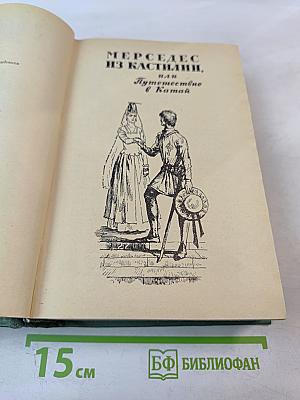 МЕРСЕДЕС
ИЗ КАСТИЛИИ,
или
Путешествие
в Катай
15 см
БФ БИБЛИОФАН